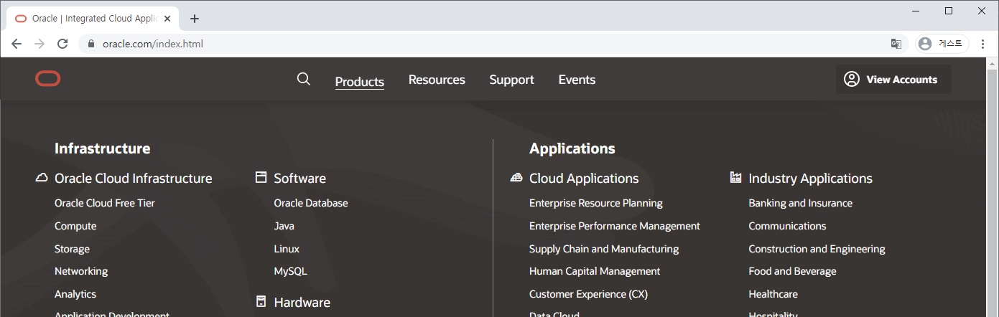 Oracle | Integrated Cloud Applic
oracle.com/index.html
게스트
Products
Resources
Support
Events
View Accounts
Infrastructure
Oracle Cloud Infrastructure
Oracle Cloud Free Tier
Compute
Storage
Networking
Analytics
Application Development
Software
Oracle Database
Java
Linux
MySQL
Hardware
Applications
Cloud Applications
Enterprise Resource Planning
Enterprise Performance Management
Supply Chain and Manufacturing
Human Capital Management
Customer Experience (CX)
Data Cloud
Industry Applications
Banking and Insurance
Communications
Construction and Engineering
Food and Beverage
Healthcare
Hospitality